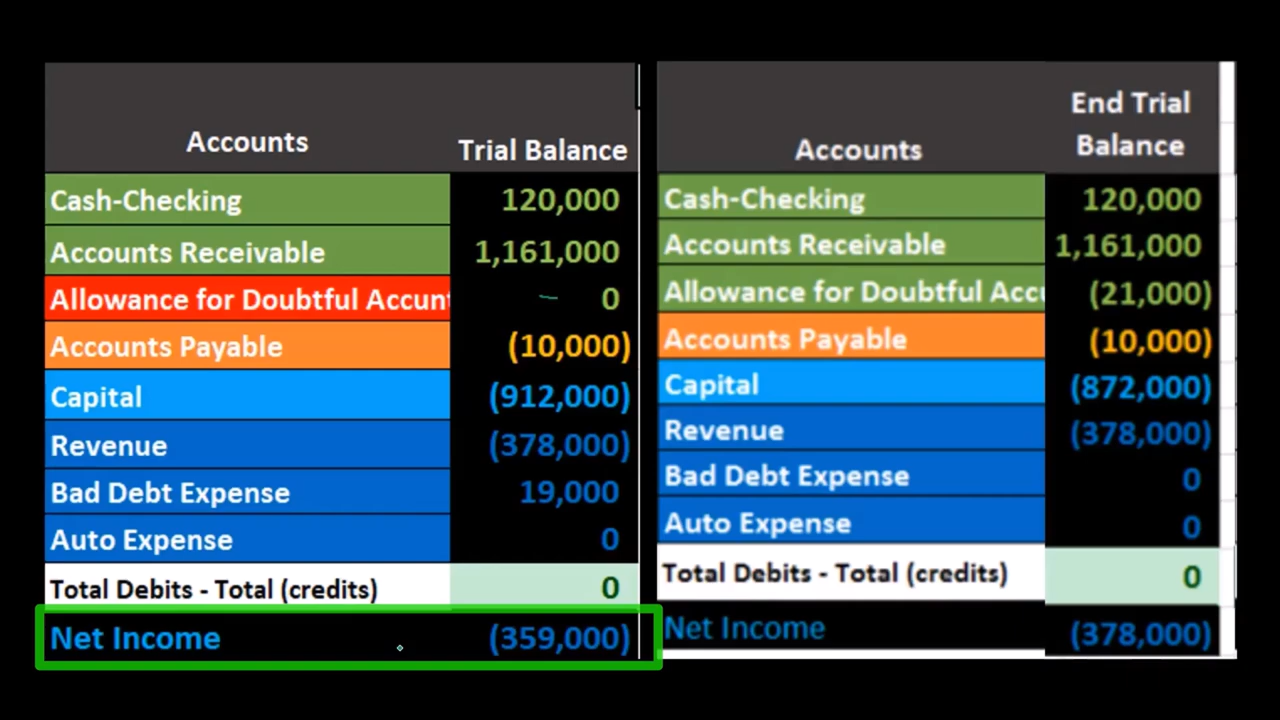 Accounts Trial Balance
Cash-Checking 120,000
Accounts Receivable 1,161,000
Allowance for Doubtful Accunt 0
Accounts Payable (10,000)
Capital (912,000)
Revenue (378,000)
Bad Debt Expense 19,000
Auto Expense 0
Total Debits - Total (credits) 0
Net Income (359,000)
End Trial
Accounts Balance
Cash-Checking 120,000
Accounts Receivable 1,161,000
Allowance for Doubtful Accu (21,000)
Accounts Payable (10,000)
Capital (872,000)
Revenue (378,000)
Bad Debt Expense 0
Auto Expense 0
Total Debits - Total (credits) 0
Net Income (378,000)